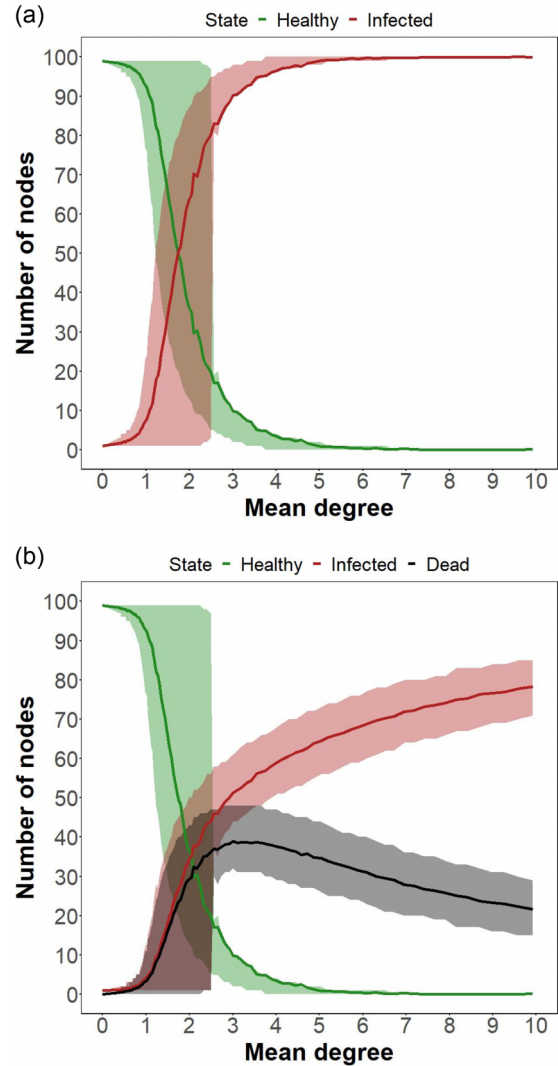 (a)
State Healthy Infected
100
90
80
70
60
50
40
30
20
10
0
Number of nodes
0 1 2 3 4 5 6 7 8 9 10
Mean degree
(b)
State Healthy Infected Dead
100
90
80
70
60
50
40
30
20
10
0
Number of nodes
0 1 2 3 4 5 6 7 8 9 10
Mean degree